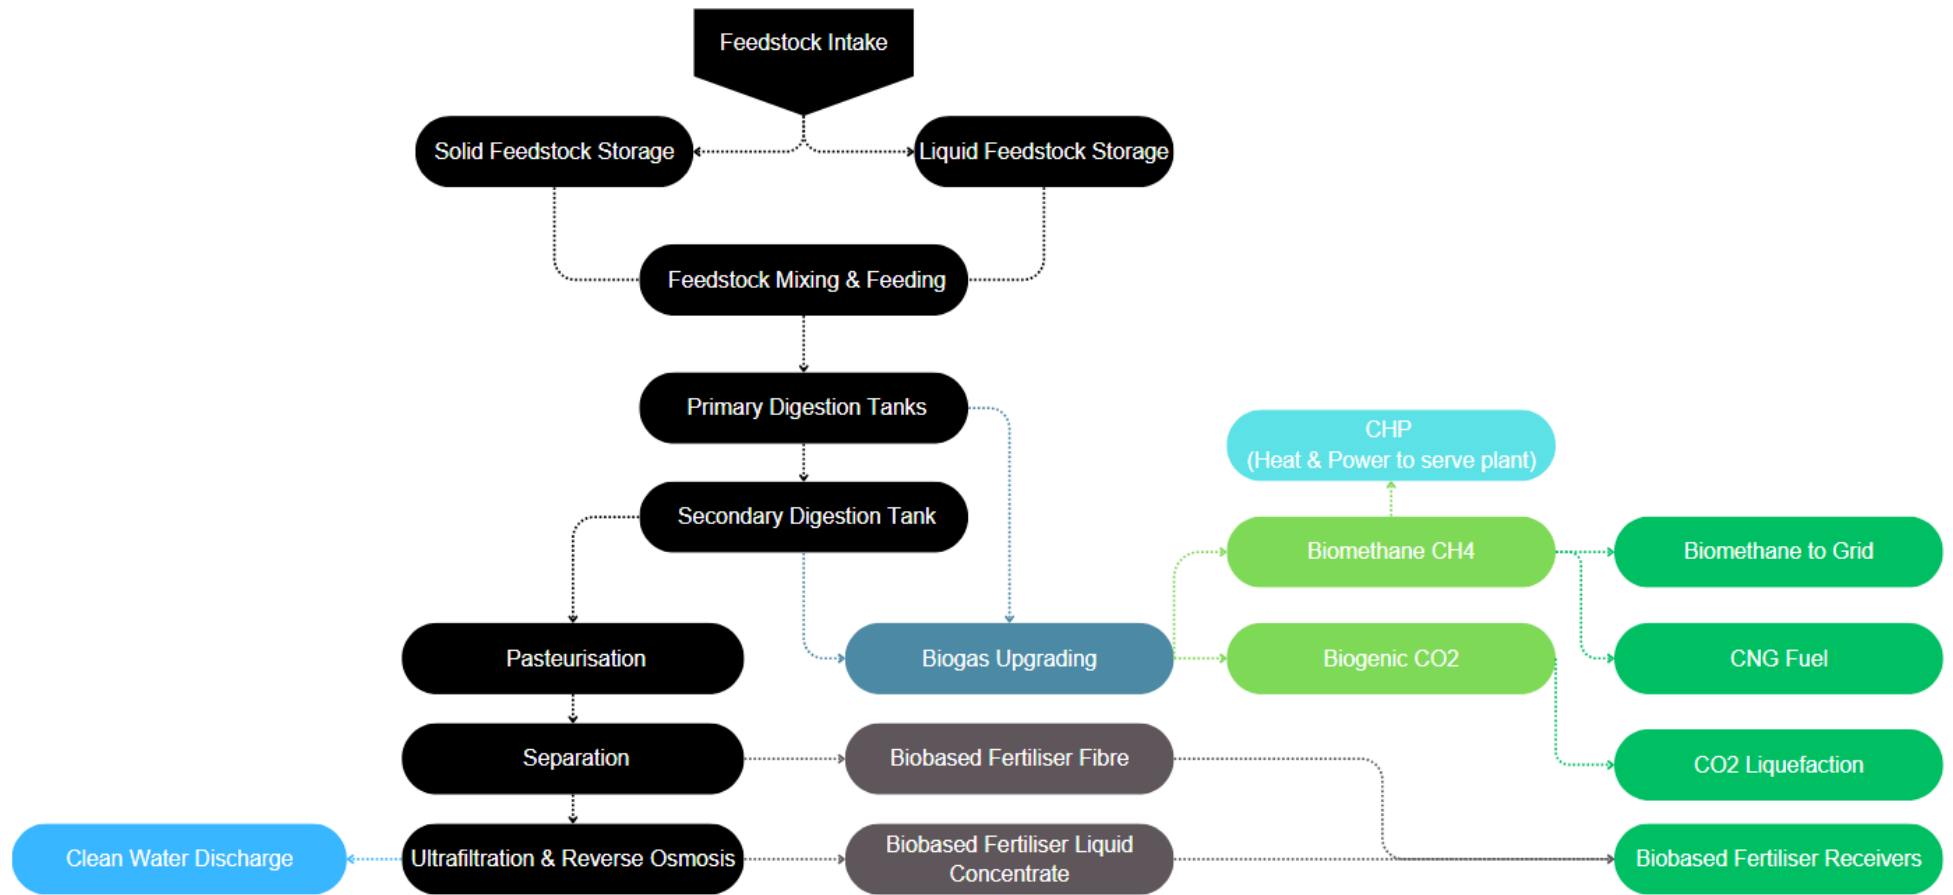 Feedstock Intake
Solid Feedstock Storage
Liquid Feedstock Storage
Feedstock Mixing & Feeding
Primary Digestion Tanks
CHP
(Heat & Power to serve plant)
Secondary Digestion Tank
Biomethane CH4
Biomethane to Grid
Pasteurisation
Biogas Upgrading
Biogenic CO2
CNG Fuel
Separation
Biobased Fertiliser Fibre
CO2 Liquefaction
Clean Water Discharge
Ultrafiltration & Reverse Osmosis
Biobased Fertiliser Liquid
Concentrate
Biobased Fertiliser Receivers